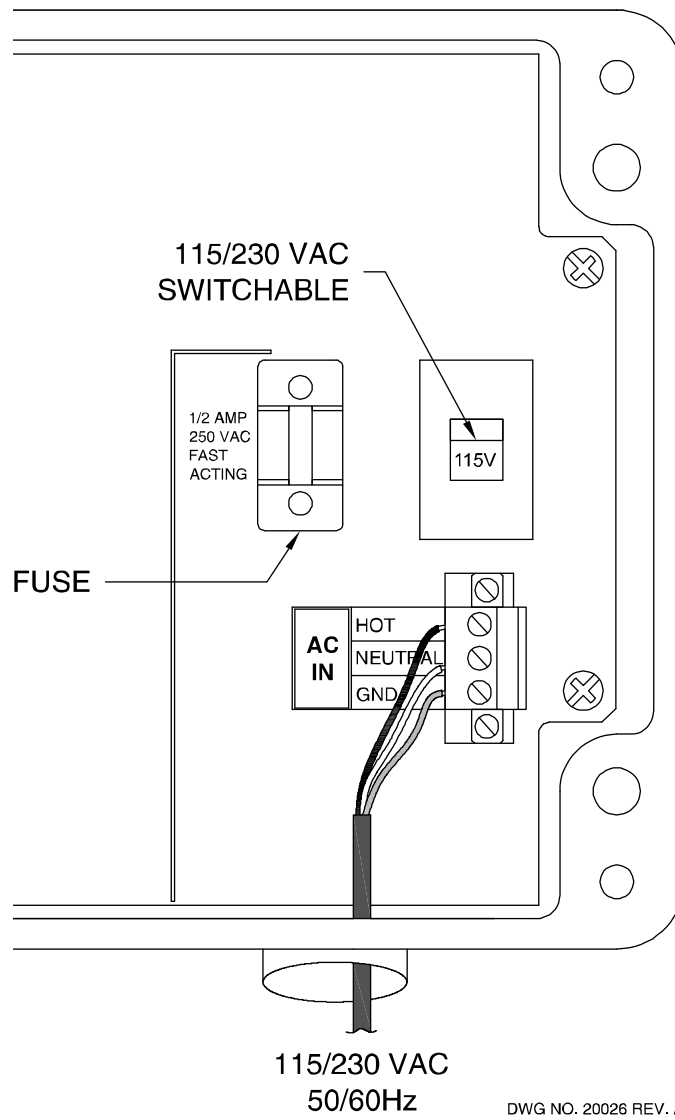 115/230 VAC
SWITCHABLE
1/2 AMP
250 VAC
FAST
ACTING
115V
FUSE
AC
IN
HOT
NEUTRAL
GND
115/230 VAC
50/60Hz
DWG NO. 20026 REV.